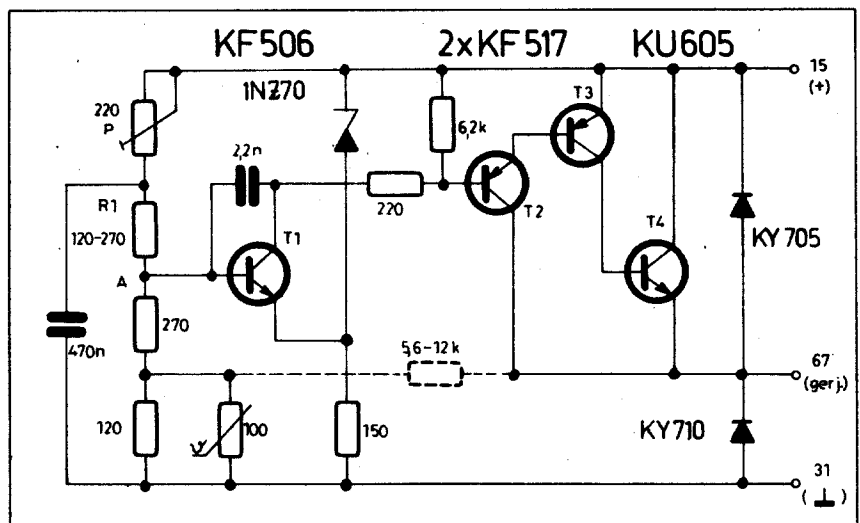 KF506 2xKF517 KU605
15
(+)
1NZ70
T3
220
P
6,2k
2,2n
R1
120-270
220
T2
T1
T4
KY705
A
270
470n
5,6-12k
67
(gerj.)
120
100
150
KY710
31
(⊥)